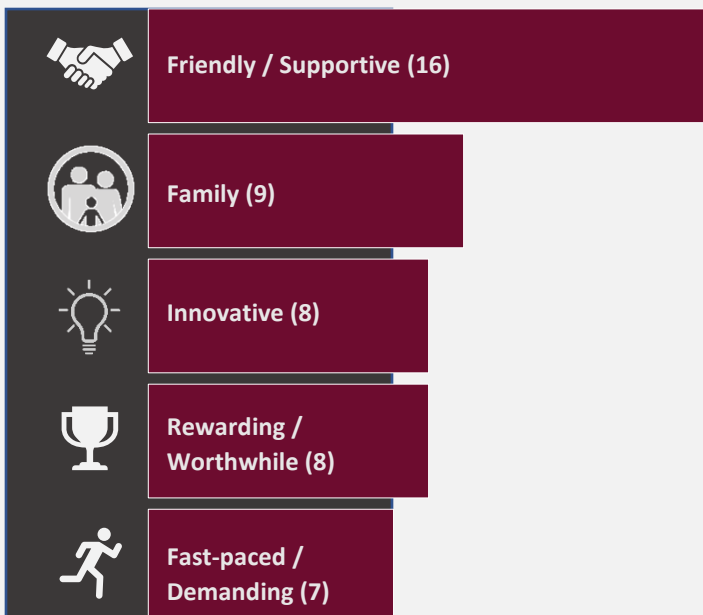 Friendly / Supportive (16)
Family (9)
Innovative (8)
Rewarding /
Worthwhile (8)
Fast-paced /
Demanding (7)